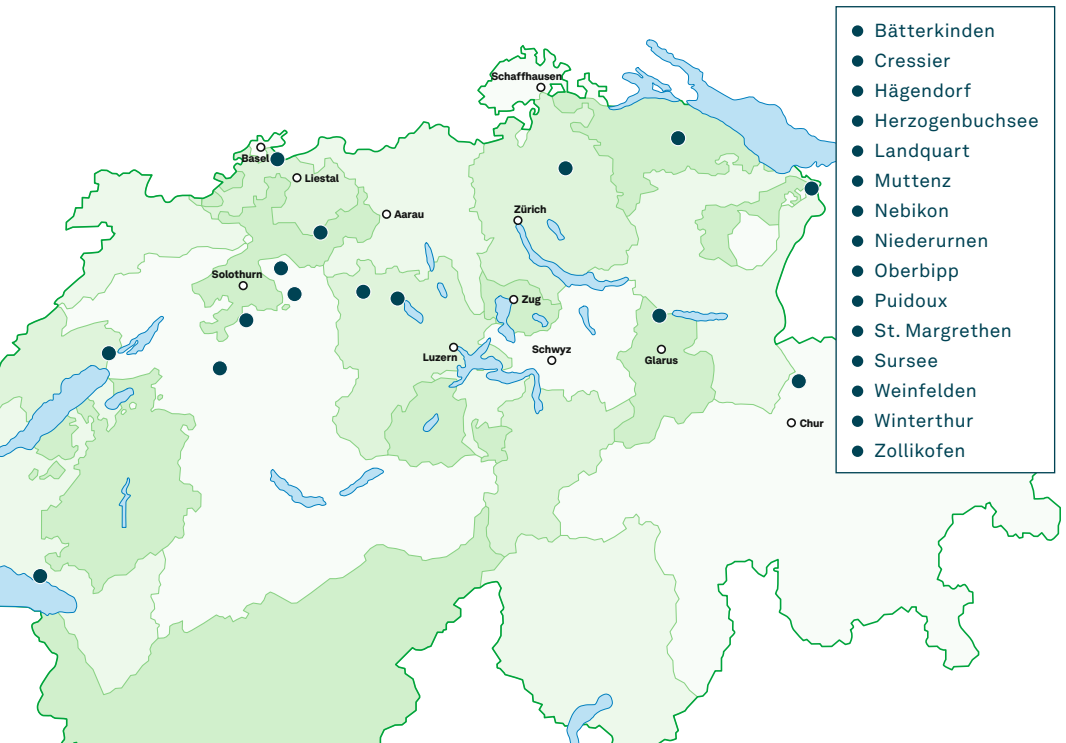 Schaffhausen
Basel
Liestal
Aarau
Zürich
Solothurn
Zug
Luzern
Schwyz
Glarus
Chur
Bätterkinden
Cressier
Hägendorf
Herzogenbuchsee
Landquart
Muttenz
Nebikon
Niederurnen
Oberbipp
Puidoux
St. Margrethen
Sursee
Weinfelden
Winterthur
Zollikofen